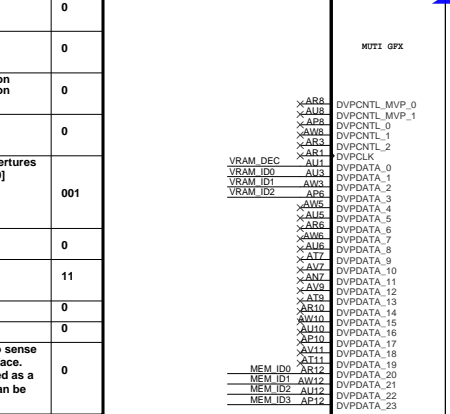 0
0
on
on
0
0
ertures
]
001
0
11
0
0
o sense
ace.
ed as a
an be
0
MUTI GFX
AR8 DVPCNTL_MVP_0
AU8 DVPCNTL_MVP_1
AP8 DVPCNTL_0
AW8 DVPCNTL_1
AR3 DVPCNTL_2
AR1 DVPCLK
VRAM_DEC AU1 DVPDATA_0
VRAM_ID0 AU3 DVPDATA_1
VRAM_ID1 AW3 DVPDATA_2
VRAM_ID2 AP6 DVPDATA_3
AW5 DVPDATA_4
AU5 DVPDATA_5
AR6 DVPDATA_6
AW6 DVPDATA_7
AU6 DVPDATA_8
AT7 DVPDATA_9
AV7 DVPDATA_10
AN7 DVPDATA_11
AV9 DVPDATA_12
AT9 DVPDATA_13
AR10 DVPDATA_14
AW10 DVPDATA_15
AU10 DVPDATA_16
AP10 DVPDATA_17
AV11 DVPDATA_18
AT11 DVPDATA_19
MEM_ID0 AR12 DVPDATA_20
MEM_ID1 AW12 DVPDATA_21
MEM_ID2 AU12 DVPDATA_22
MEM_ID3 AP12 DVPDATA_23